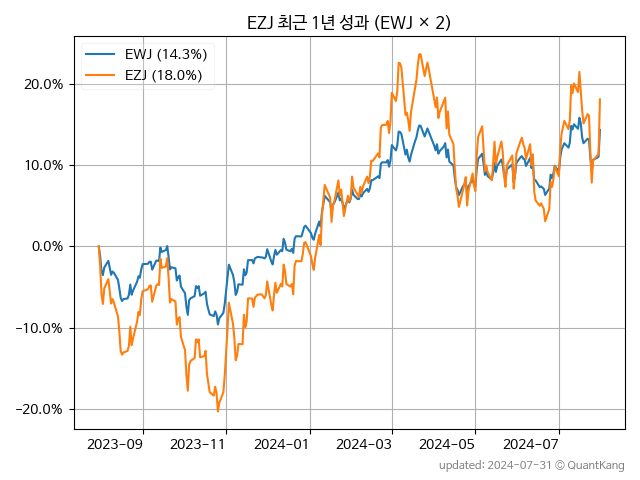 EZJ 최근 1년 성과 (EWJ × 2)
EWJ (14.3%)
EZJ (18.0%)
20.0%
10.0%
0.0%
-10.0%
-20.0%
2023-09
2023-11
2024-01
2024-03
2024-05
2024-07
updated: 2024-07-31 © QuantKang